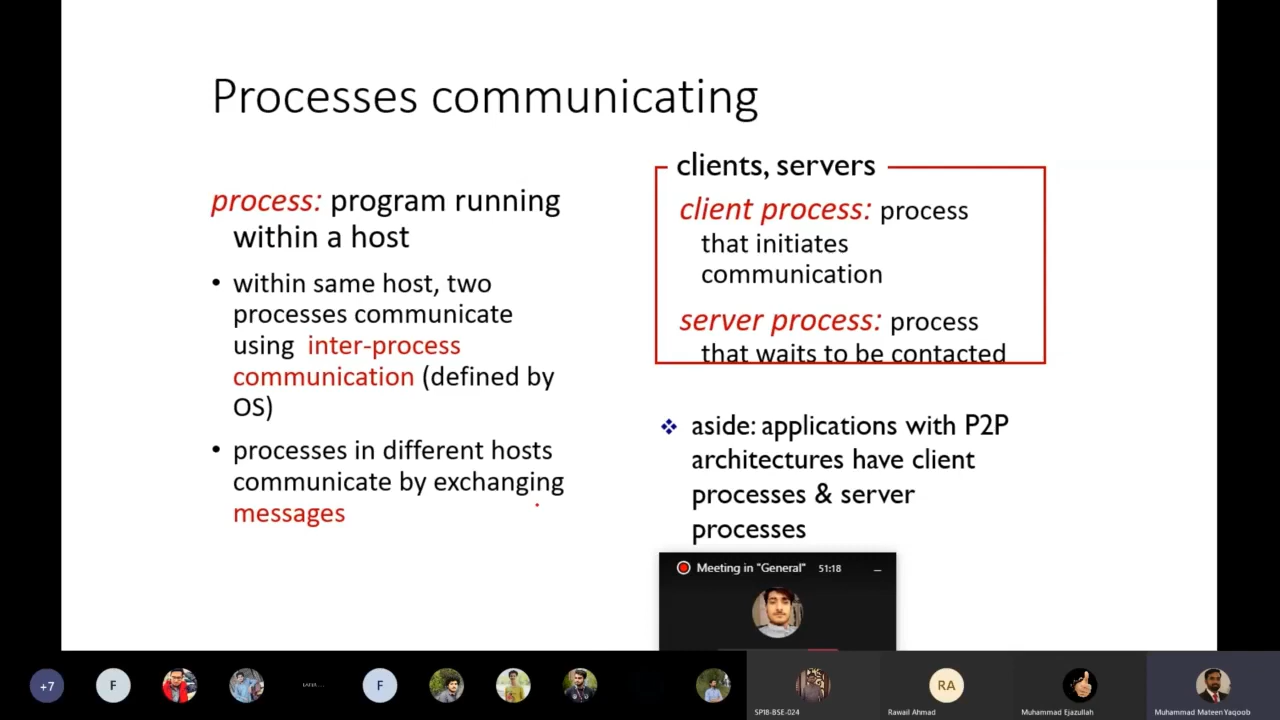 Processes communicating
process: program running
within a host
• within same host, two
processes communicate
using inter-process
communication (defined by
OS)
• processes in different hosts
communicate by exchanging
messages
clients, servers
client process: process
that initiates
communication
server process: process
that waits to be contacted
❖ aside: applications with P2P
architectures have client
processes & server
processes
Meeting in "General" 51:18
+7
F
F
RA
SP18-BSE-024
Rawail Ahmad
Muhammad Ejazullah
Muhammad Mateen Yaqoob